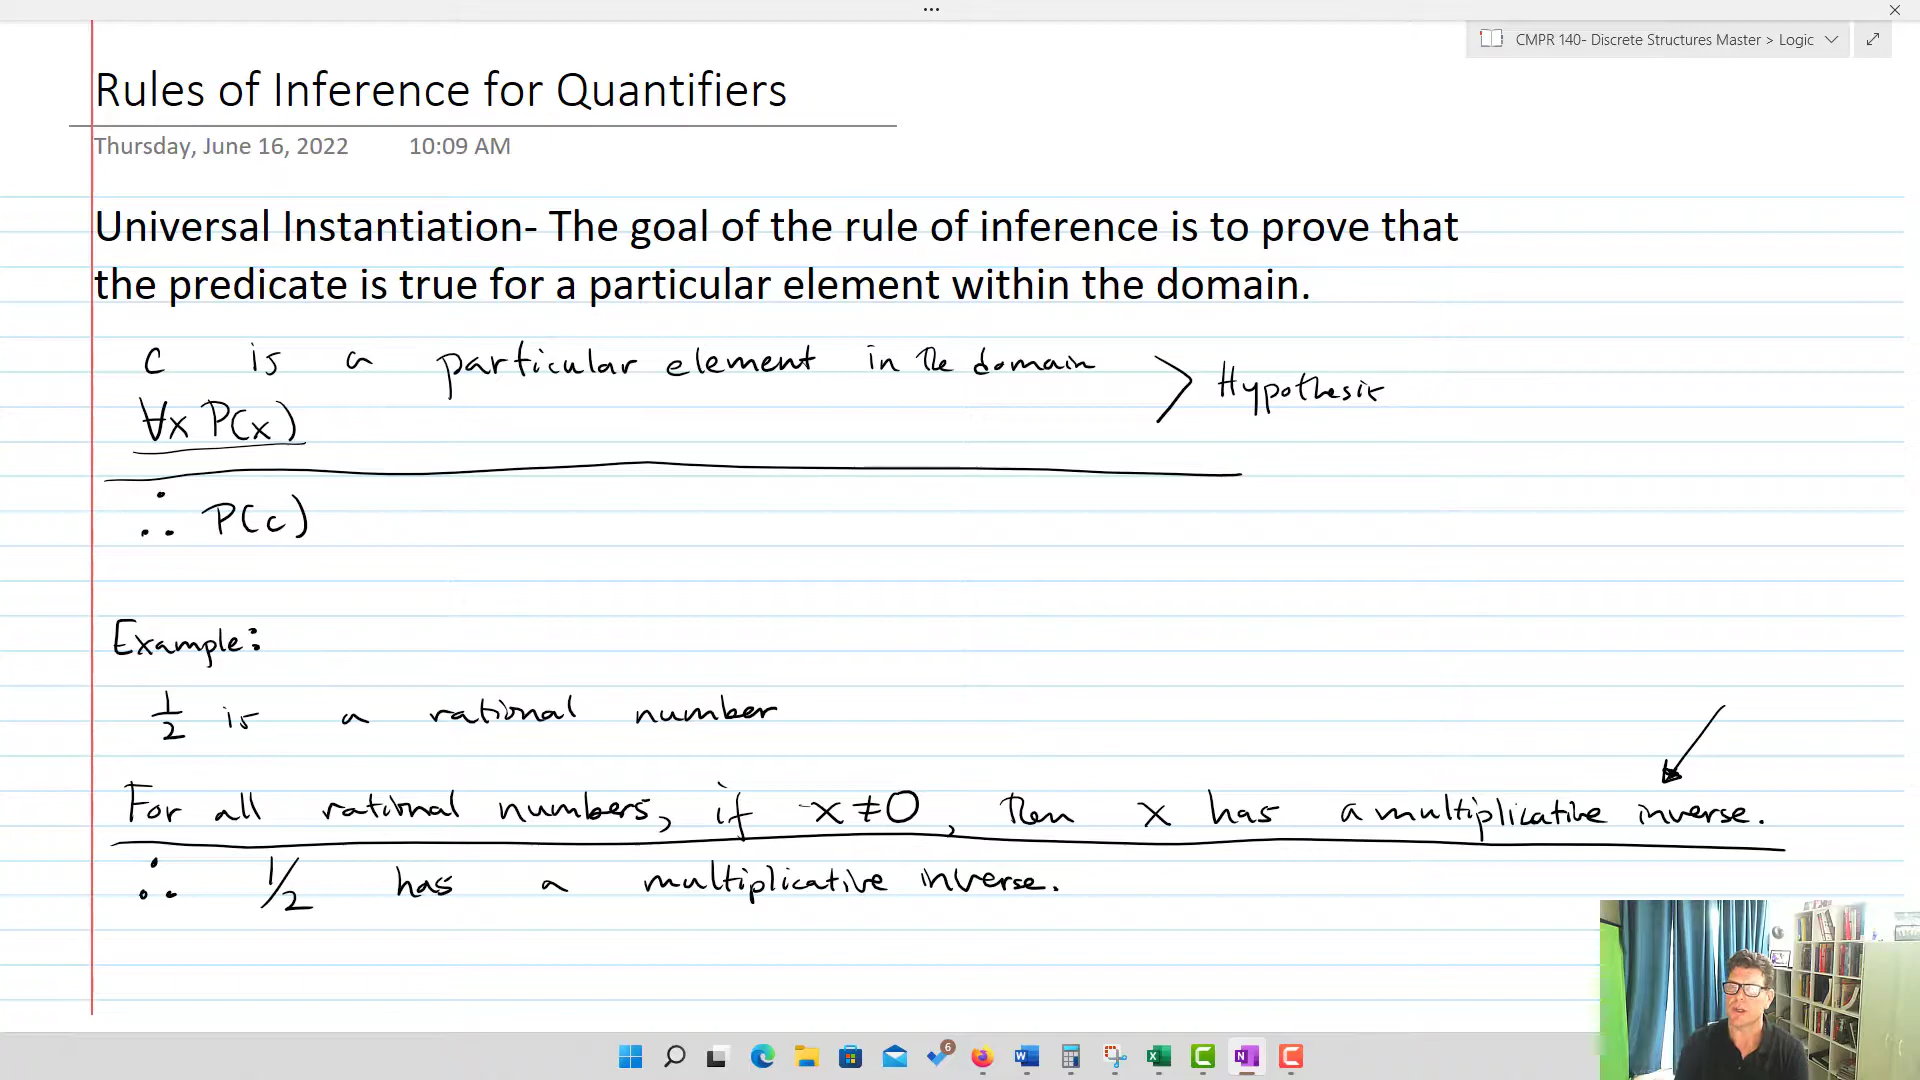 CMPR 140- Discrete Structures Master > Logic
Rules of Inference for Quantifiers
Thursday, June 16, 2022 10:09 AM
Universal Instantiation- The goal of the rule of inference is to prove that
the predicate is true for a particular element within the domain.
C is a particular element in the domain
Hypothesis
∀x P(x)
∴ P(c)
Example:
1/2 is a rational number
For all rational numbers, if x≠0, then x has a multiplicative inverse.
∴ 1/2 has a multiplicative inverse.
6